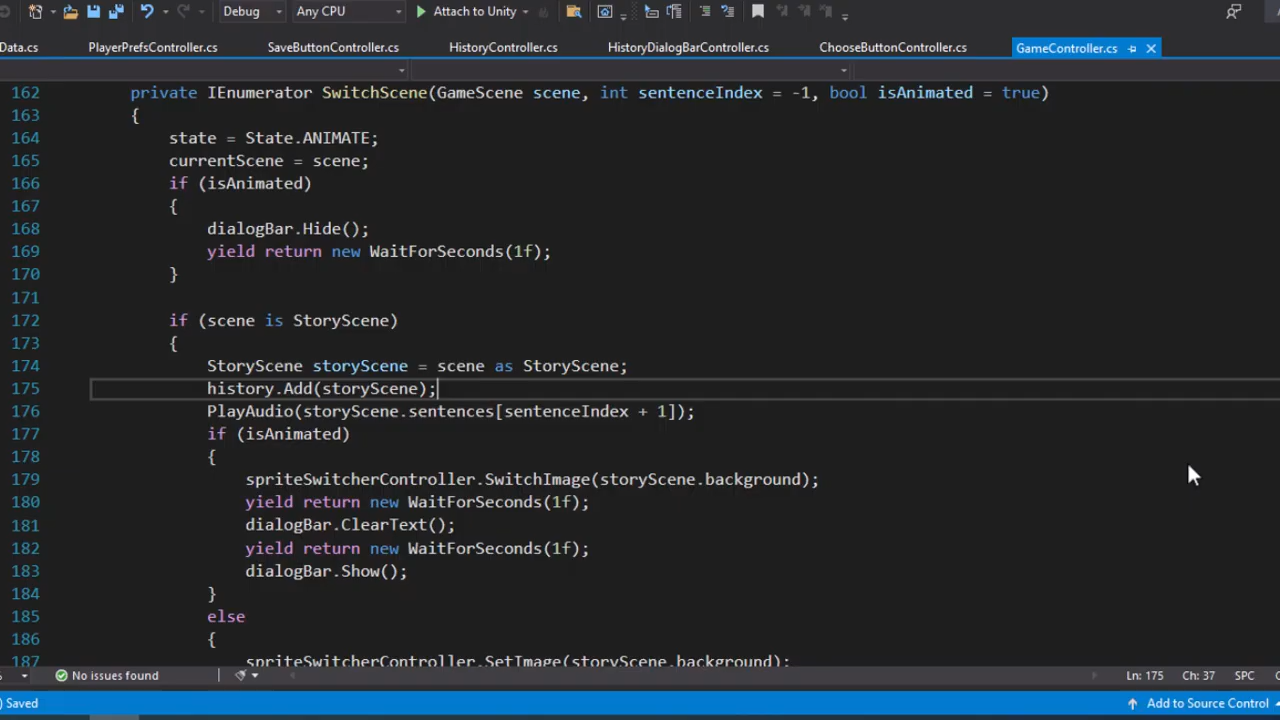 Debug Any CPU Attach to Unity
Data.cs PlayerPrefsController.cs SaveButtonController.cs HistoryController.cs HistoryDialogBarController.cs ChooseButtonController.cs GameController.cs
162 private IEnumerator SwitchScene(GameScene scene, int sentenceIndex = -1, bool isAnimated = true)
163 {
164 state = State.ANIMATE;
165 currentScene = scene;
166 if (isAnimated)
167 {
168 dialogBar.Hide();
169 yield return new WaitForSeconds(1f);
170 }
171
172 if (scene is StoryScene)
173 {
174 StoryScene storyScene = scene as StoryScene;
175 history.Add(storyScene);
176 PlayAudio(storyScene.sentences[sentenceIndex + 1]);
177 if (isAnimated)
178 {
179 spriteSwitcherController.SwitchImage(storyScene.background);
180 yield return new WaitForSeconds(1f);
181 dialogBar.ClearText();
182 yield return new WaitForSeconds(1f);
183 dialogBar.Show();
184 }
185 else
186 {
187 spriteSwitcherController.SetImage(storyScene.background);
No issues found Ln: 175 Ch: 37 SPC
Saved Add to Source Control